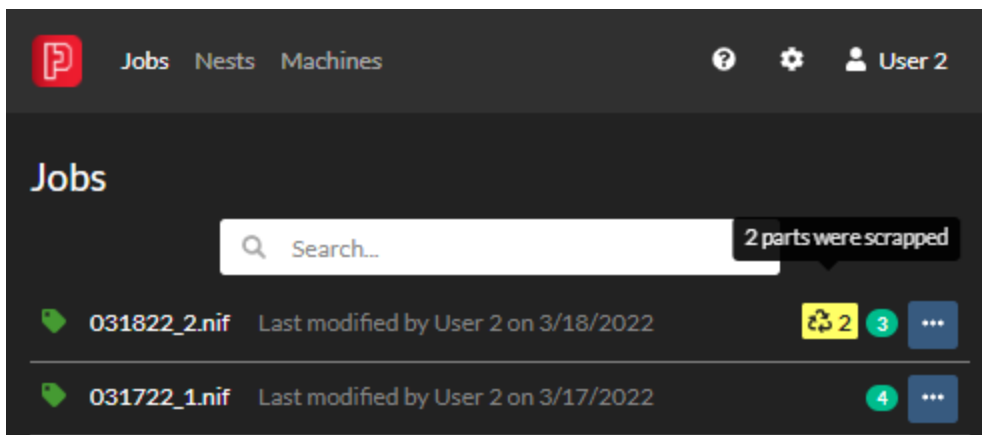 Jobs Nests Machines User 2
Jobs
Search...
2 parts were scrapped
031822_2.nif Last modified by User 2 on 3/18/2022 2 3
031722_1.nif Last modified by User 2 on 3/17/2022 4